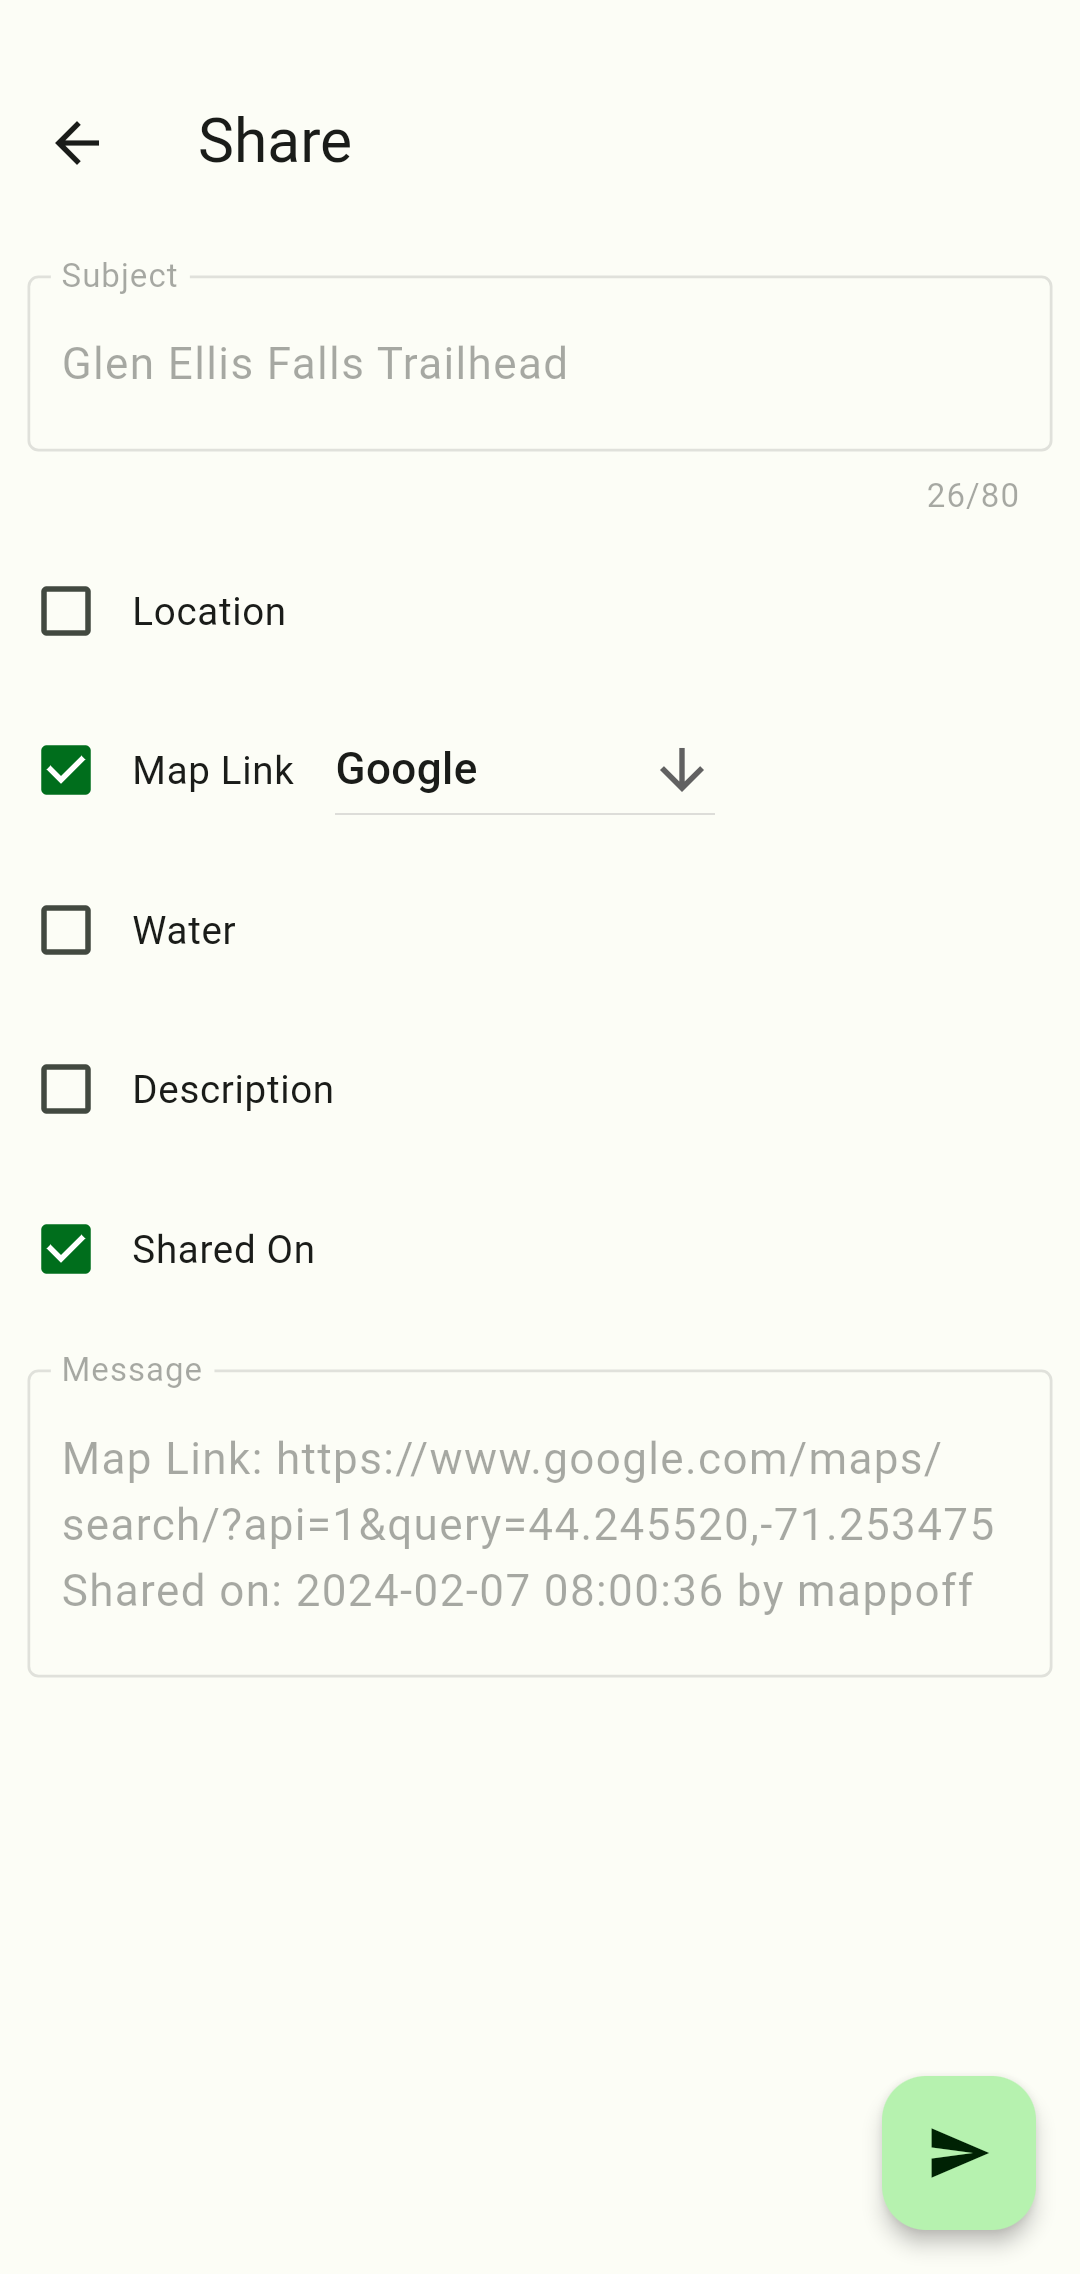 Share
Subject
Glen Ellis Falls Trailhead
26/80
Location
Map Link Google
Water
Description
Shared On
Message
Map Link: https://www.google.com/maps/
search/?api=1&query=44.245520,-71.253475
Shared on: 2024-02-07 08:00:36 by mappoff